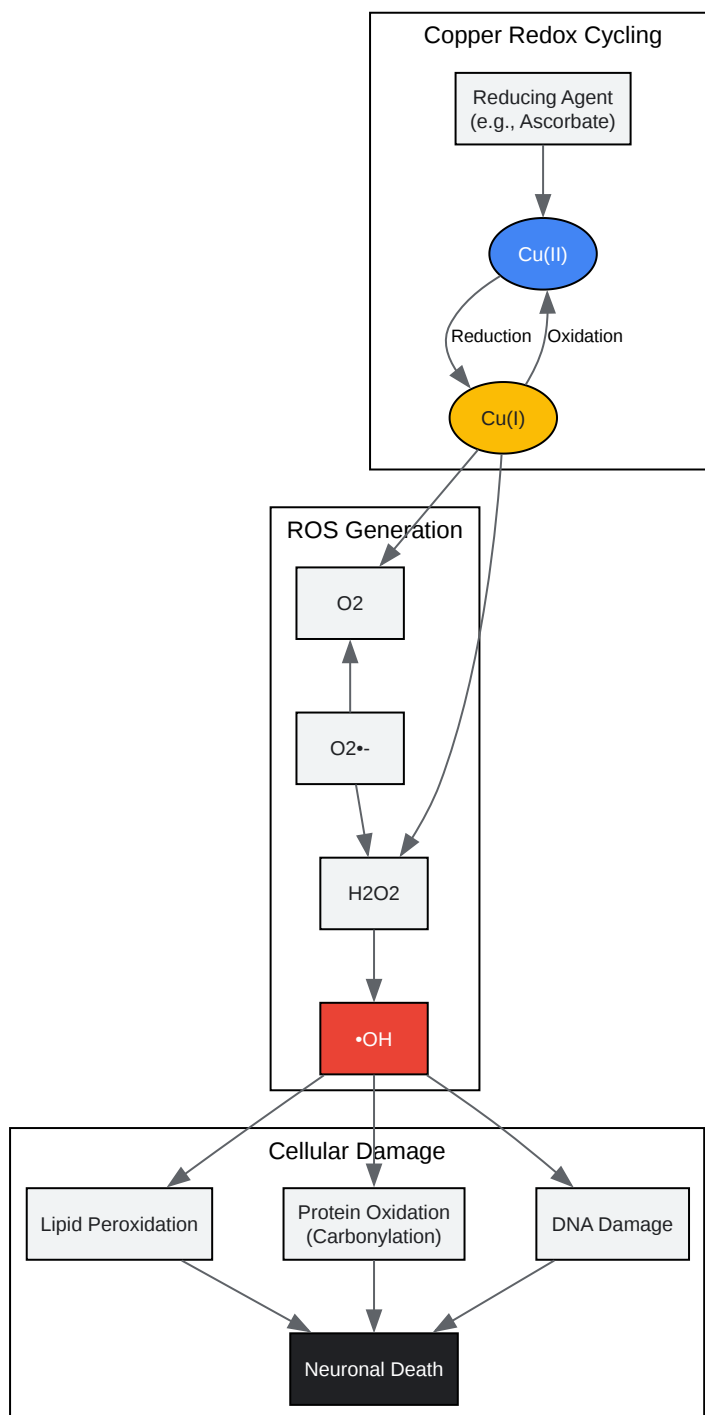 Copper Redox Cycling
Reducing Agent
(e.g., Ascorbate)
Cu(II)
Reduction
Oxidation
Cu(I)
ROS Generation
O2
O2•-
H2O2
•OH
Cellular Damage
Lipid Peroxidation
Protein Oxidation
(Carbonylation)
DNA Damage
Neuronal Death